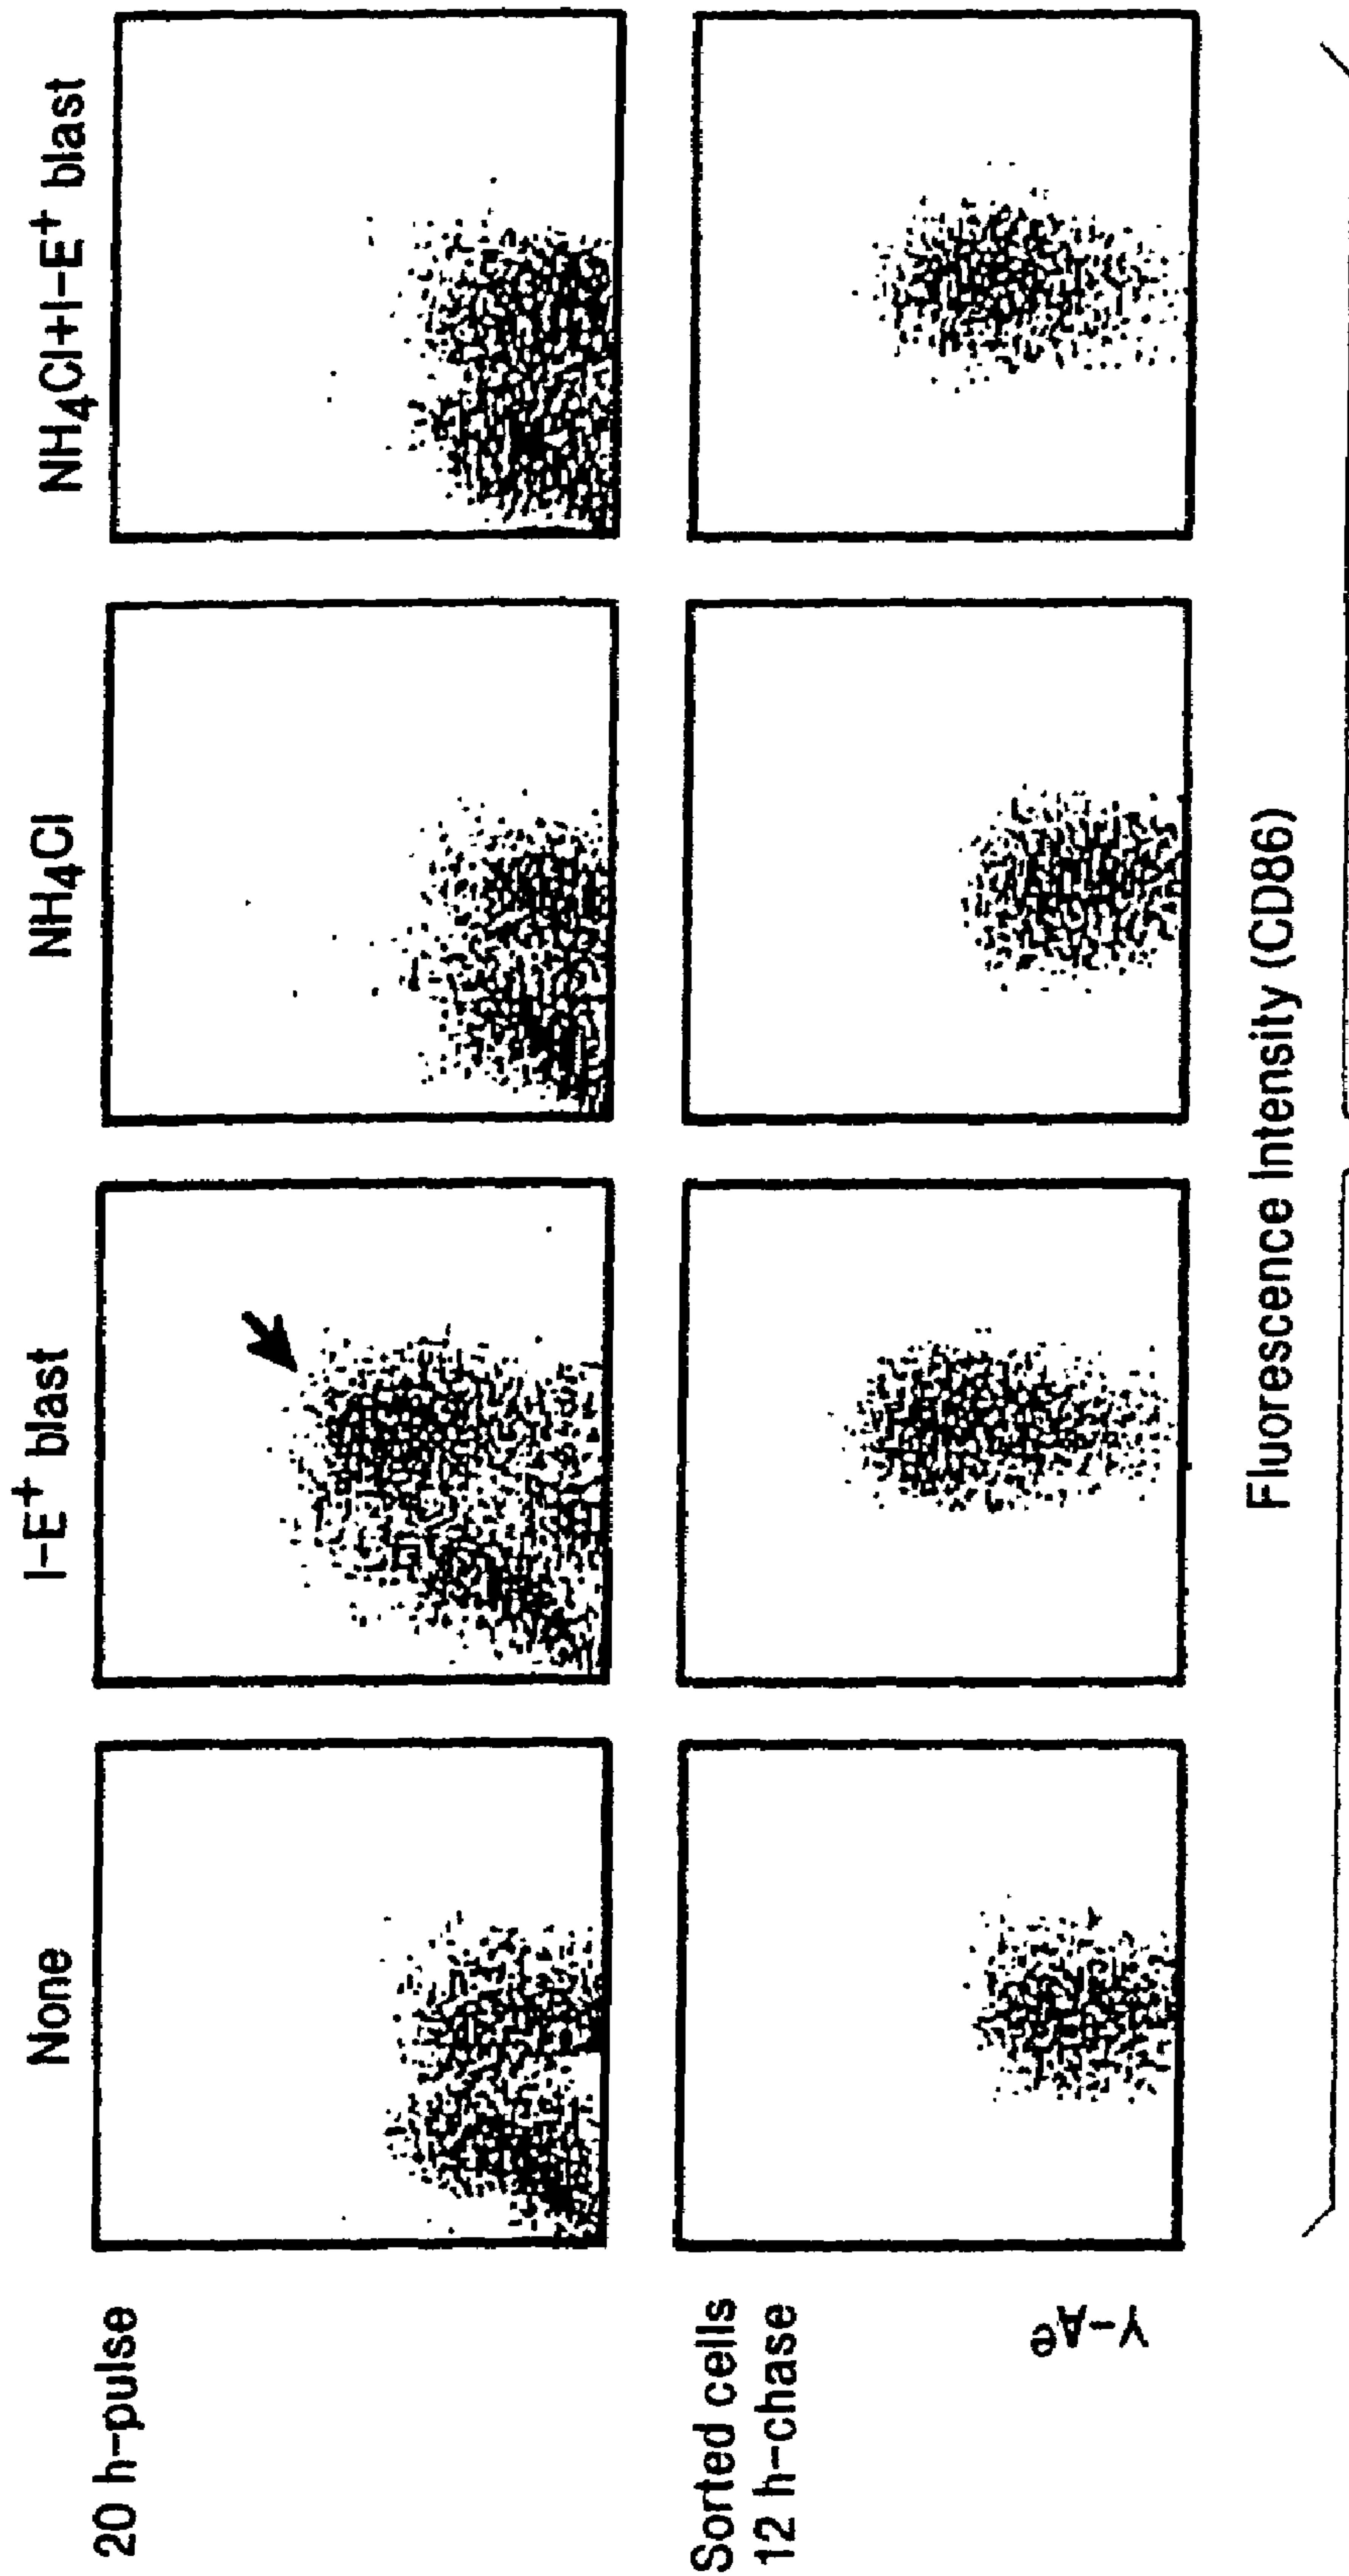 None
I-E+ blast
NH4Cl
NH4Cl+I-E+ blast
20 h-pulse
Sorted cells
12 h-chase
Y-Ae
Fluorescence Intensity (CD86)